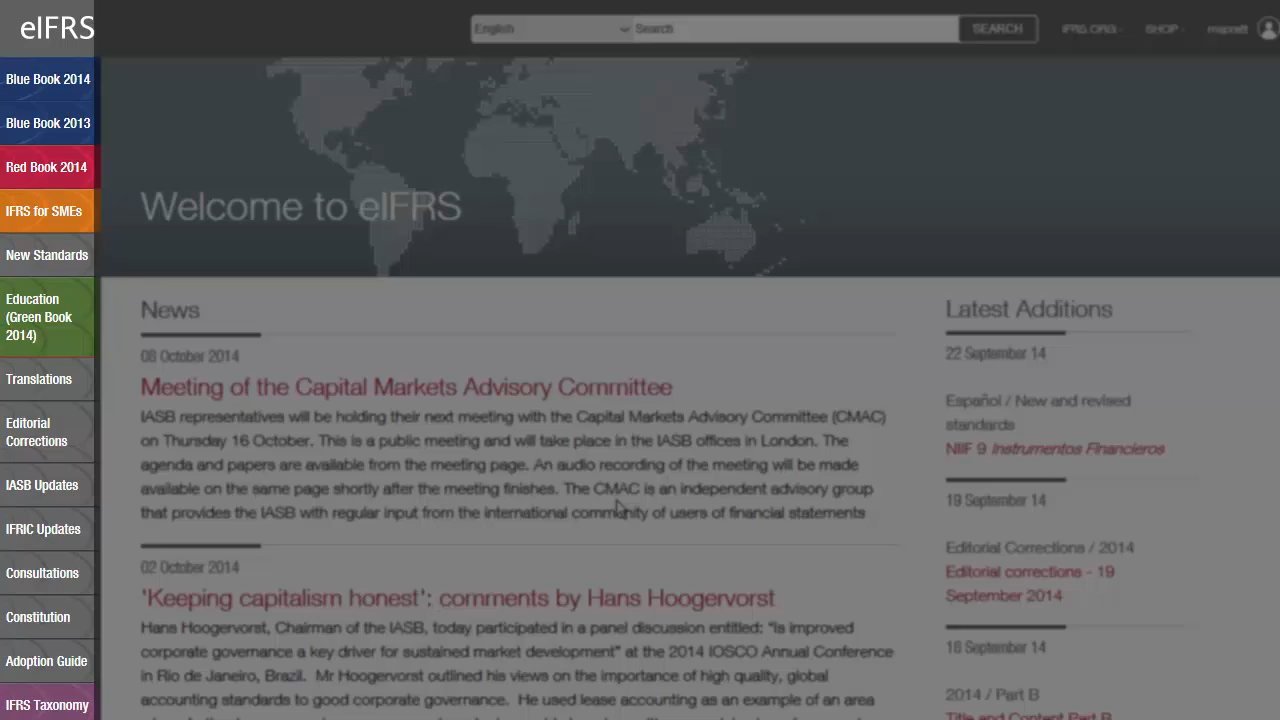 eIFRS
English
Search
SEARCH
IFRS.ORG
SHOP
Blue Book 2014
Blue Book 2013
Red Book 2014
IFRS for SMEs
New Standards
Education
(Green Book
2014)
Translations
Editorial
Corrections
IASB Updates
IFRIC Updates
Consultations
Constitution
Adoption Guide
IFRS Taxonomy
Welcome to eIFRS
News
08 October 2014
Meeting of the Capital Markets Advisory Committee
IASB representatives will be holding their next meeting with the Capital Markets Advisory Committee (CMAC)
on Thursday 16 October. This is a public meeting and will take place in the IASB offices in London. The
agenda and papers are available from the meeting page. An audio recording of the meeting will be made
available on the same page shortly after the meeting finishes. The CMAC is an independent advisory group
that provides the IASB with regular input from the international community of users of financial statements
02 October 2014
'Keeping capitalism honest': comments by Hans Hoogervorst
Hans Hoogervorst, Chairman of the IASB, today participated in a panel discussion entitled: "Is improved
corporate governance a key driver for sustained market development" at the 2014 IOSCO Annual Conference
in Rio de Janeiro, Brazil. Mr Hoogervorst outlined his views on the importance of high quality, global
accounting standards to good corporate governance. He used lease accounting as an example of an area
Latest Additions
22 September 14
Español / New and revised
standards
NIIF 9 Instrumentos Financieros
19 September 14
Editorial Corrections / 2014
Editorial corrections - 19
September 2014
2014 / Part B
Title and Content Part B